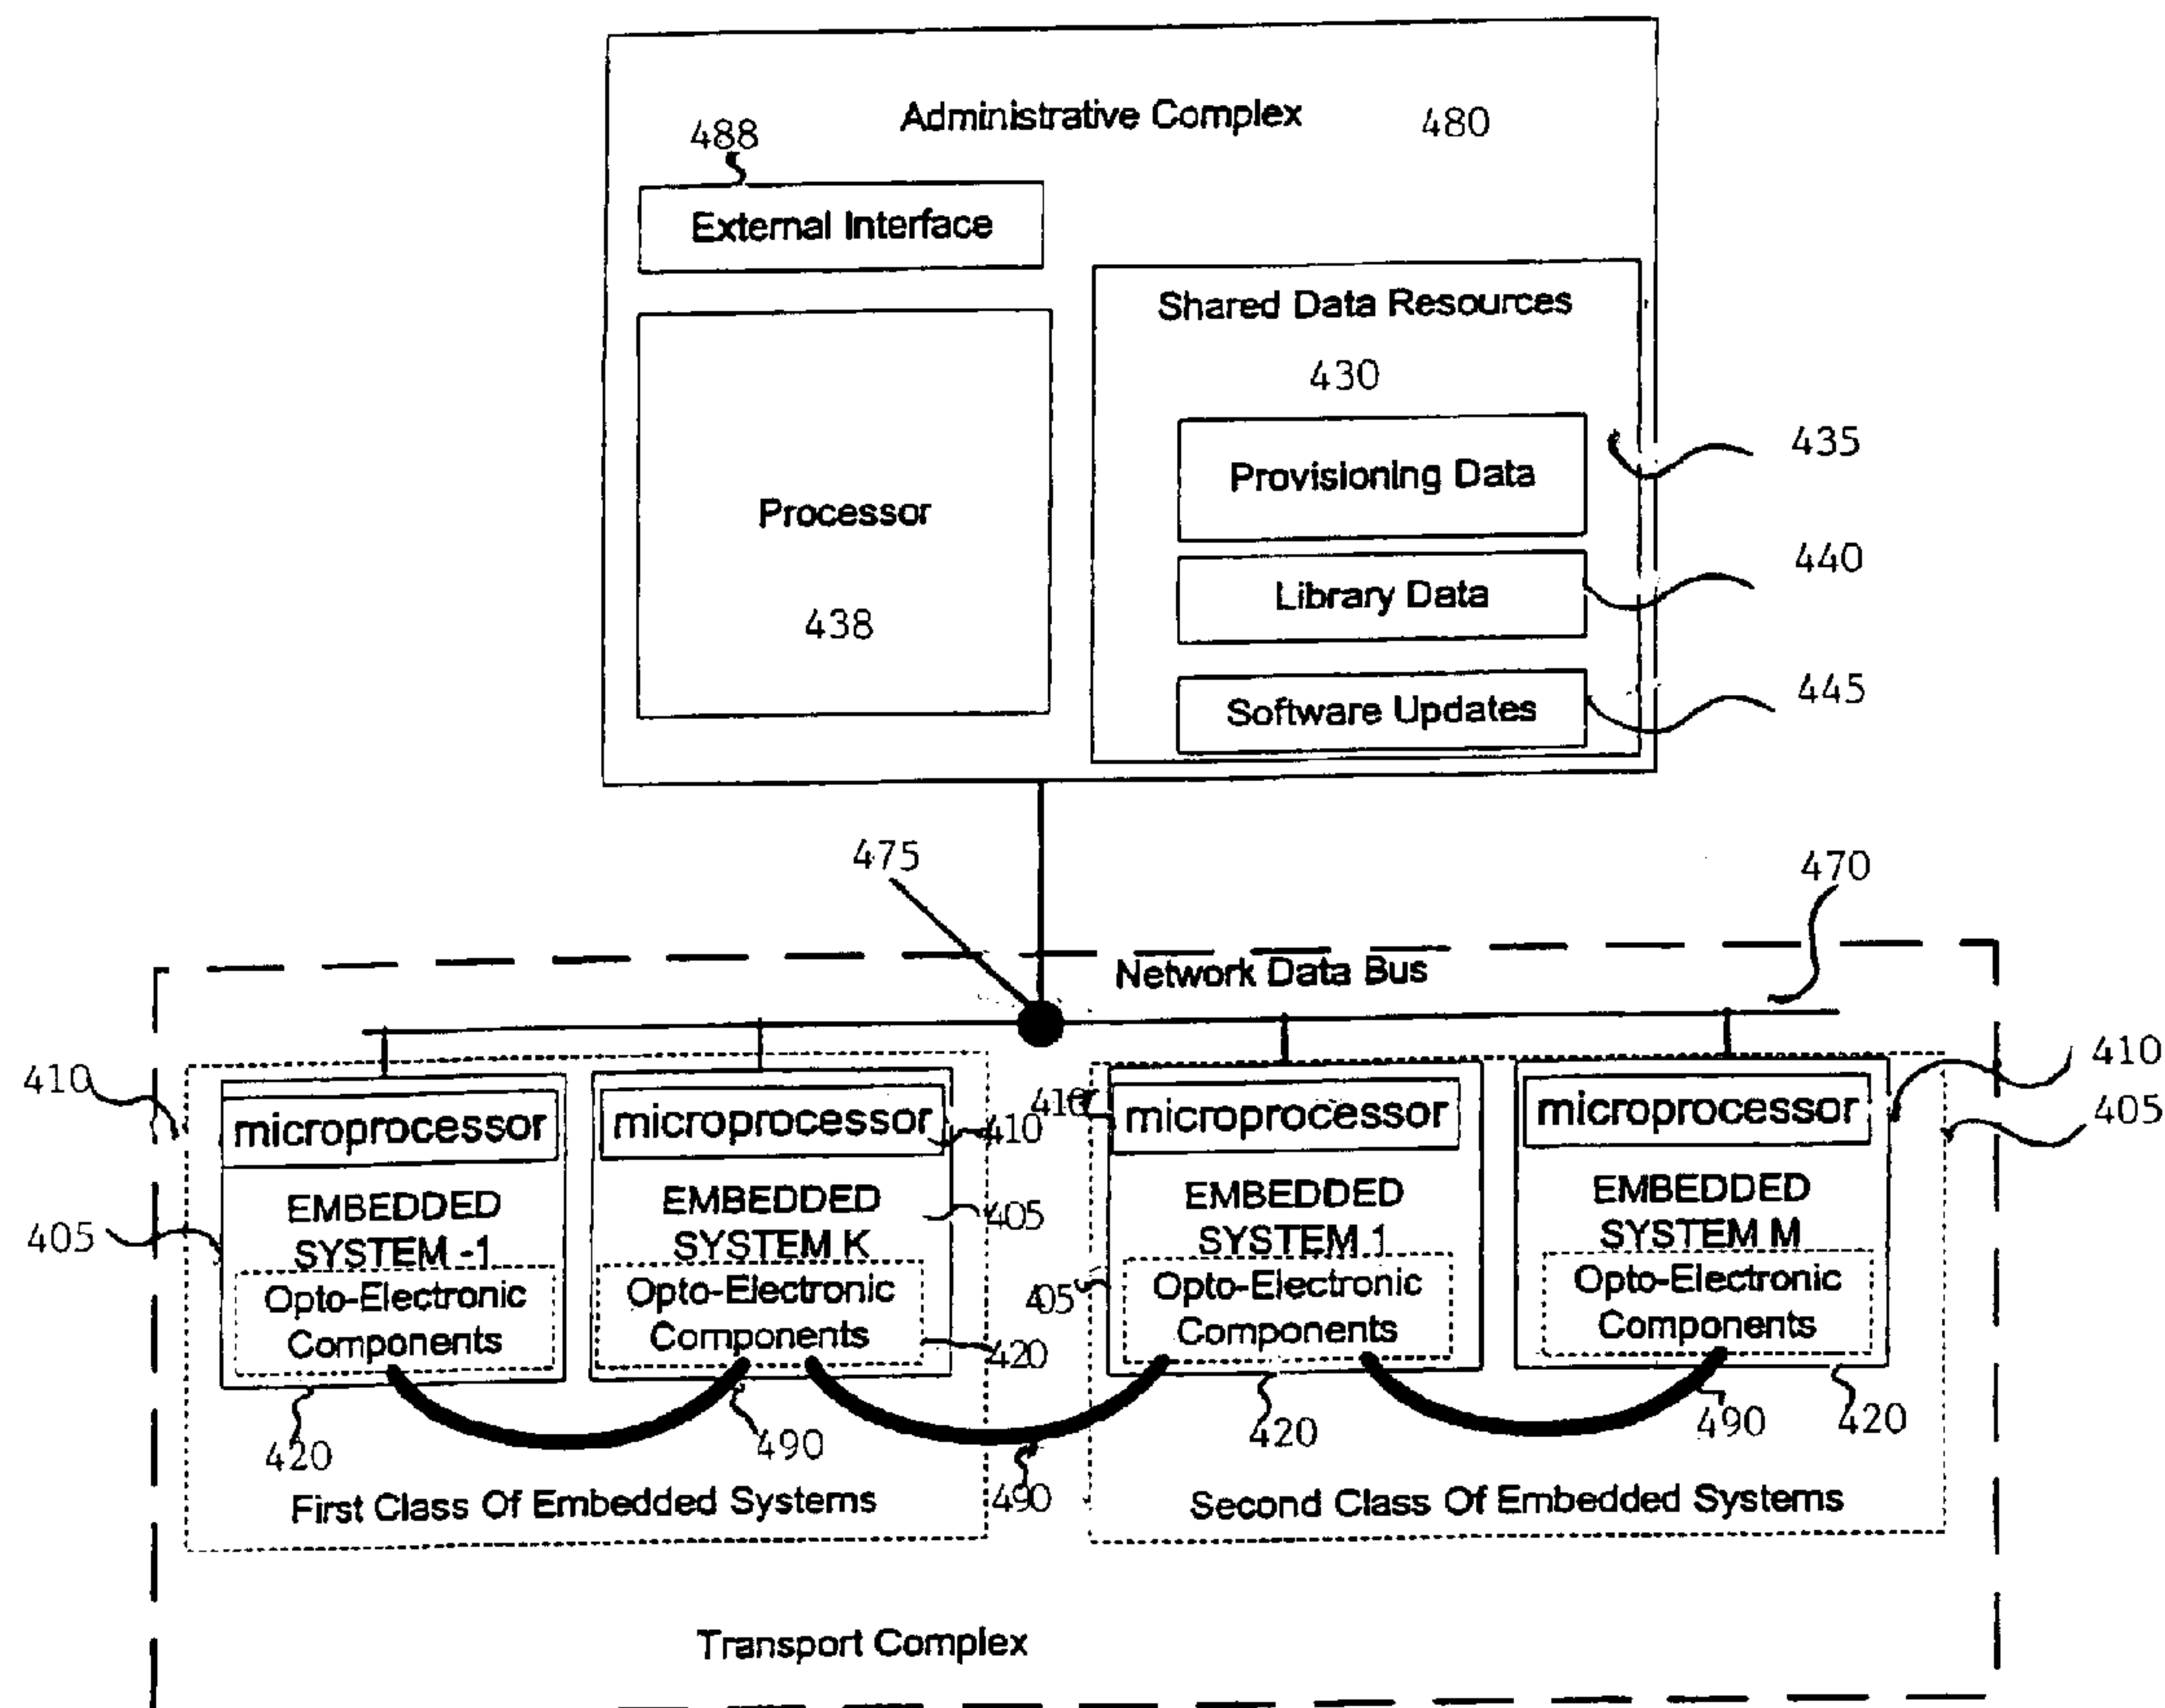 Administrative Complex 480
488
External Interface
Shared Data Resources
430
435
Provisioning Data
Processor
438
440
Library Data
445
Software Updates
475
470
Network Data Bus
410
microprocessor
EMBEDDED
SYSTEM -1
405
Opto-Electronic
Components
420
microprocessor
410
EMBEDDED
SYSTEM K
405
Opto-Electronic
Components
420
490
First Class Of Embedded Systems
490
410
microprocessor
EMBEDDED
SYSTEM 1
405
Opto-Electronic
Components
420
microprocessor
410
405
EMBEDDED
SYSTEM M
Opto-Electronic
Components
490
420
Second Class Of Embedded Systems
Transport Complex